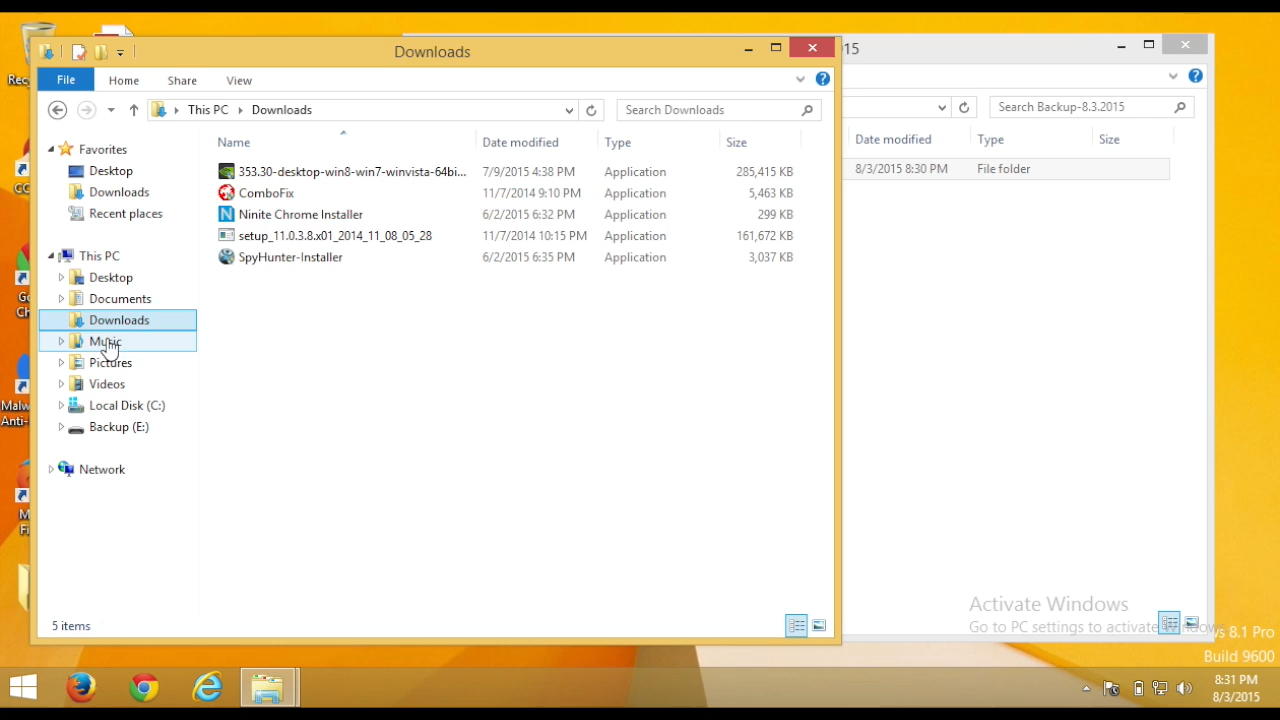 Downloads
File Home Share View
This PC Downloads
Search Downloads
Name Date modified Type Size
353.30-desktop-win8-win7-winvista-64bi... 7/9/2015 4:38 PM Application 285,415 KB
ComboFix 11/7/2014 9:10 PM Application 5,463 KB
Ninite Chrome Installer 6/2/2015 6:32 PM Application 299 KB
setup_11.0.3.8.x01_2014_11_08_05_28 11/7/2014 10:15 PM Application 161,672 KB
SpyHunter-Installer 6/2/2015 6:35 PM Application 3,037 KB
Favorites
Desktop
Downloads
Recent places
This PC
Desktop
Documents
Downloads
Music
Pictures
Videos
Local Disk (C:)
Backup (E:)
Network
5 items
15
Search Backup-8.3.2015
Date modified Type Size
8/3/2015 8:30 PM File folder
Rec
CC
Go
Ch
Malw
Anti-
M
Fi
Activate Windows
Go to PC settings to activate Windows.
s 8.1 Pro
Build 9600
8:31 PM
8/3/2015